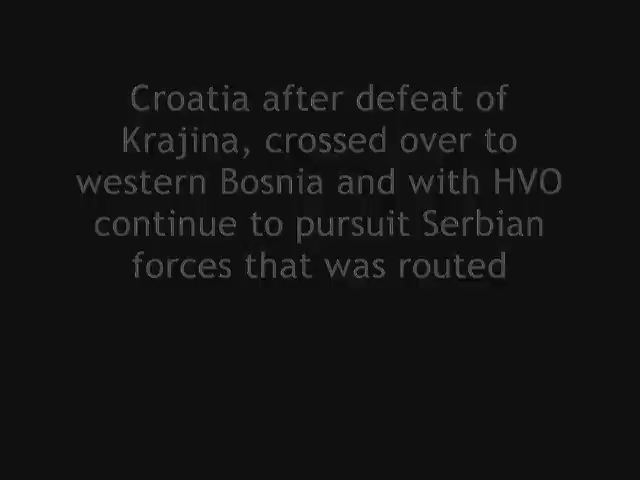 Croatia after defeat of
Krajina, crossed over to
western Bosnia and with HVO
continue to pursuit Serbian
forces that was routed